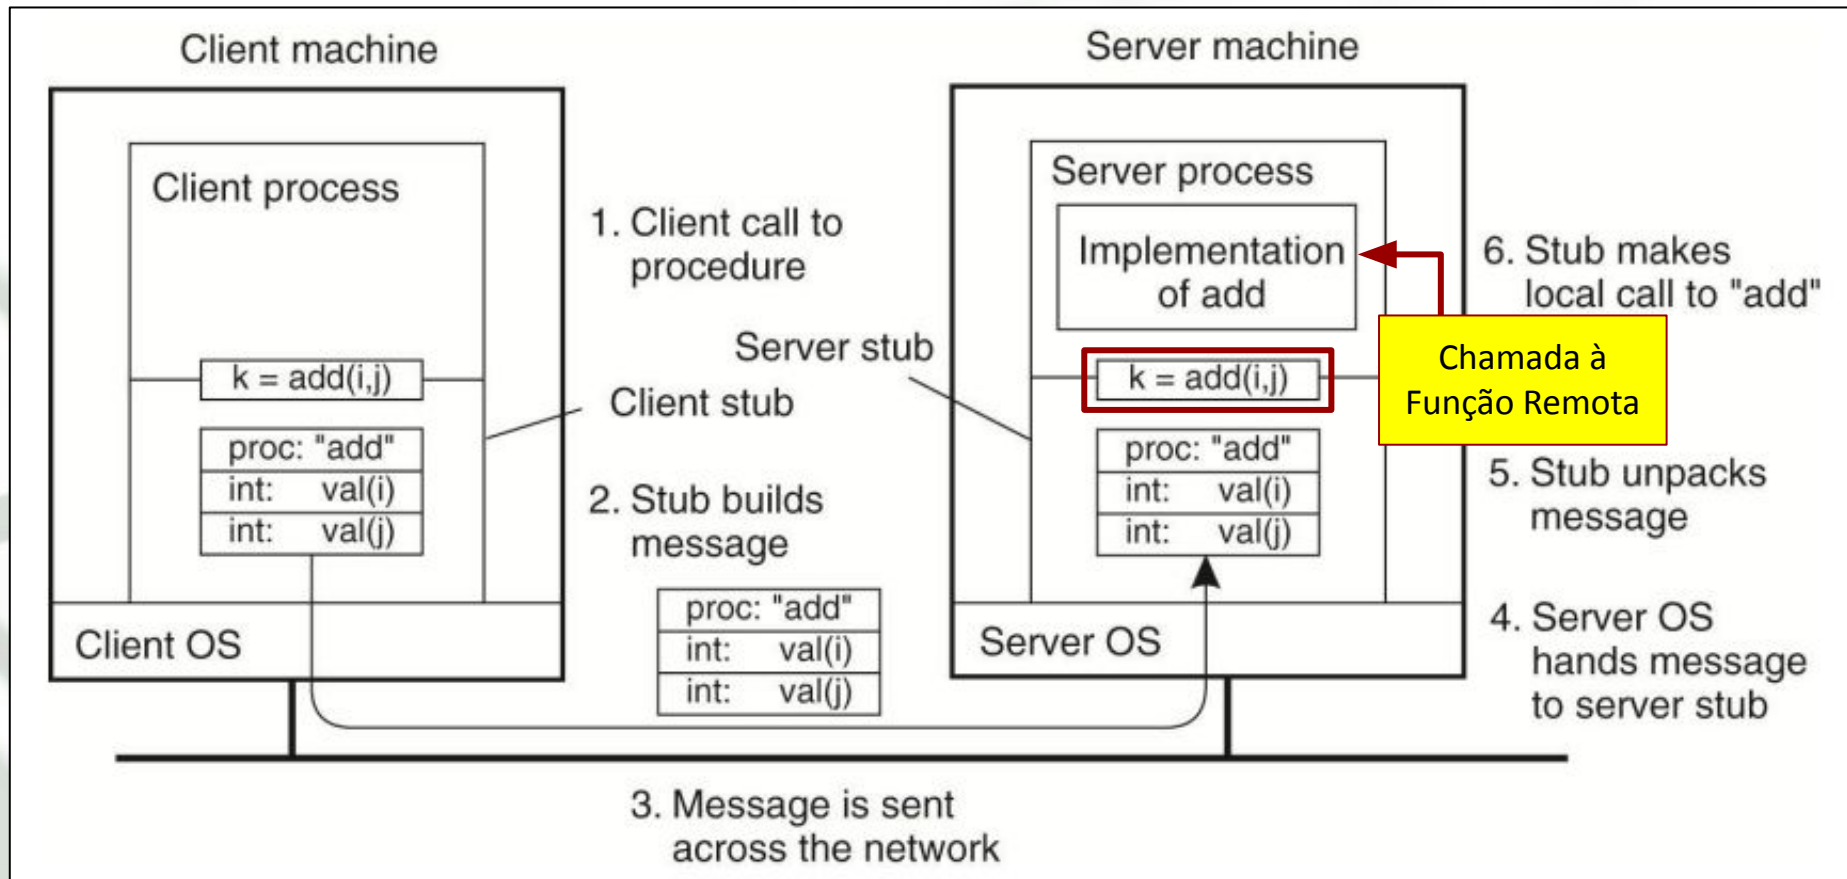 Client machine
Client process
k = add(i,j)
proc: "add"
int: val(i)
int: val(j)
Client OS
1. Client call to
procedure
Server stub
Client stub
2. Stub builds
message
proc: "add"
int: val(i)
int: val(j)
3. Message is sent
across the network
Server machine
Server process
Implementation
of add
k = add(i,j)
proc: "add"
int: val(i)
int: val(j)
Server OS
6. Stub makes
local call to "add"
Chamada à
Função Remota
5. Stub unpacks
message
4. Server OS
hands message
to server stub